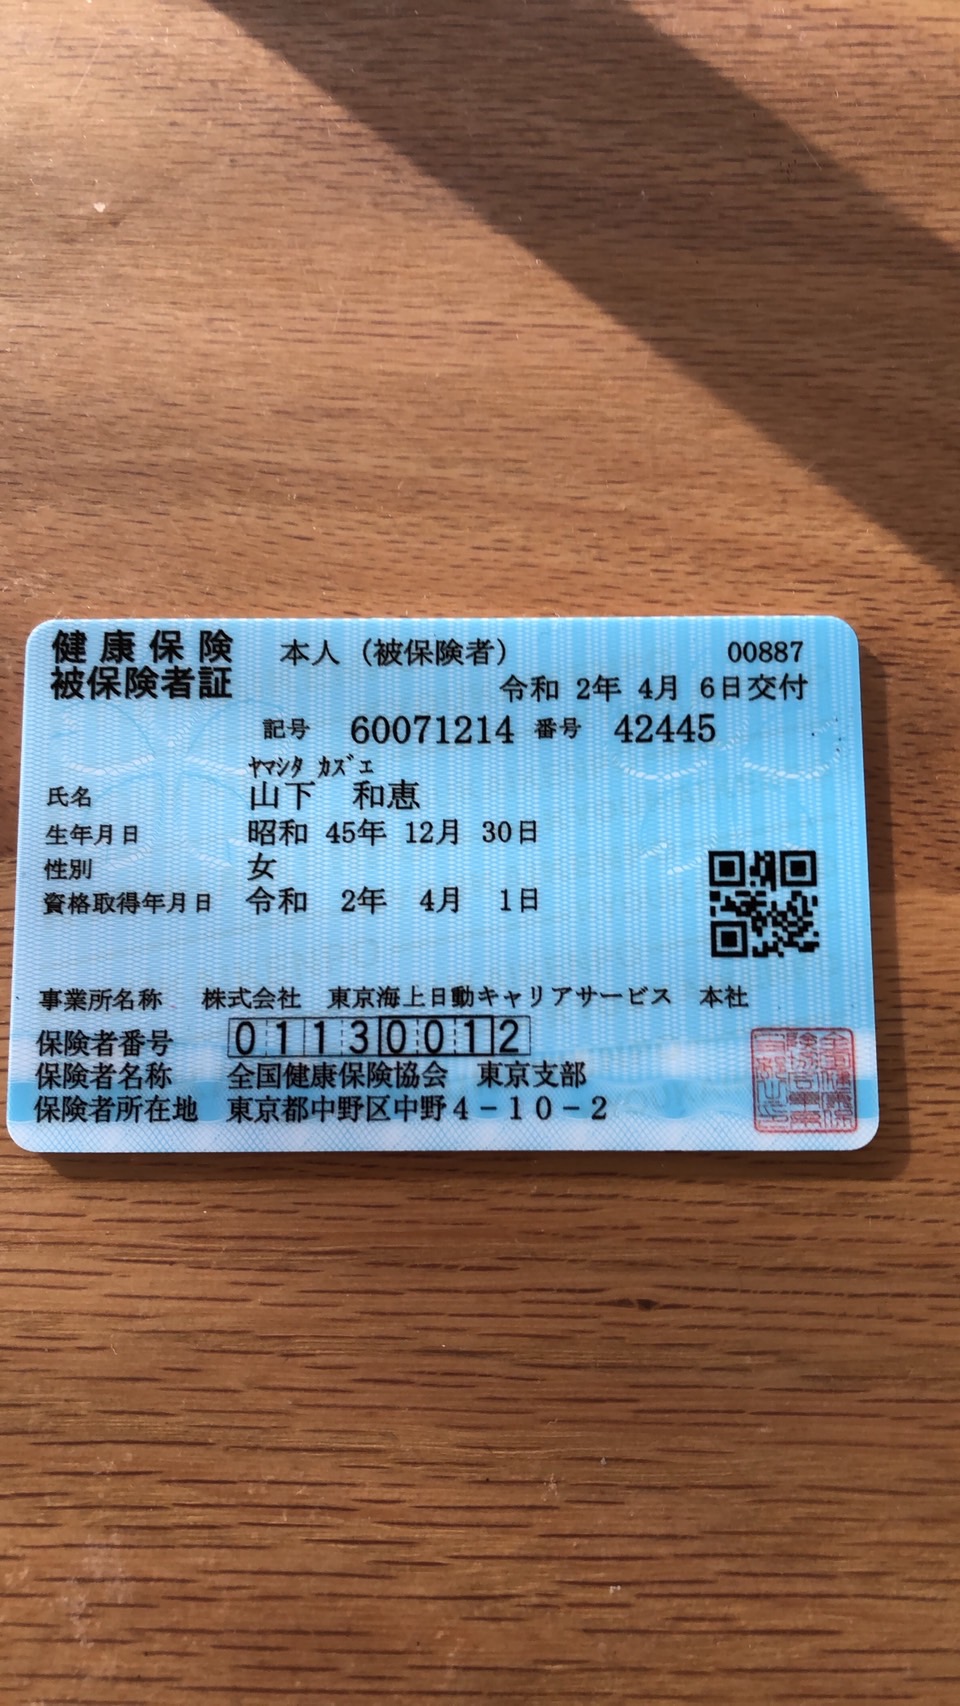 健康保険 本人（被保険者） 00887
被保険者証 令和 2年 4月 6日交付
記号 60071214 番号 42445
ﾔﾏｼﾀ ｶｽﾞｴ
氏名 山下 和恵
生年月日 昭和 45年 12月 30日
性別 女
資格取得年月日 令和 2年 4月 1日
事業所名称 株式会社 東京海上日動キャリアサービス 本社
保険者番号 01130012
保険者名称 全国健康保険協会 東京支部
保険者所在地 東京都中野区中野4－10－2